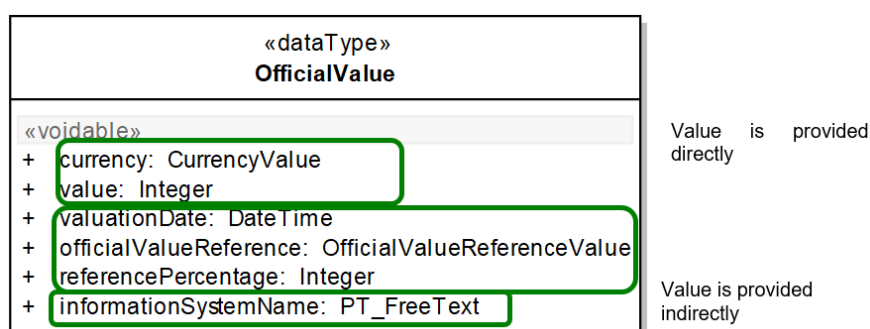 «dataType»
OfficialValue
«voidable»
+ currency: CurrencyValue
+ value: Integer
+ valuationDate: DateTime
+ officialValueReference: OfficialValueReferenceValue
+ referencePercentage: Integer
+ informationSystemName: PT_FreeText
Value is provided
directly
Value is provided
indirectly